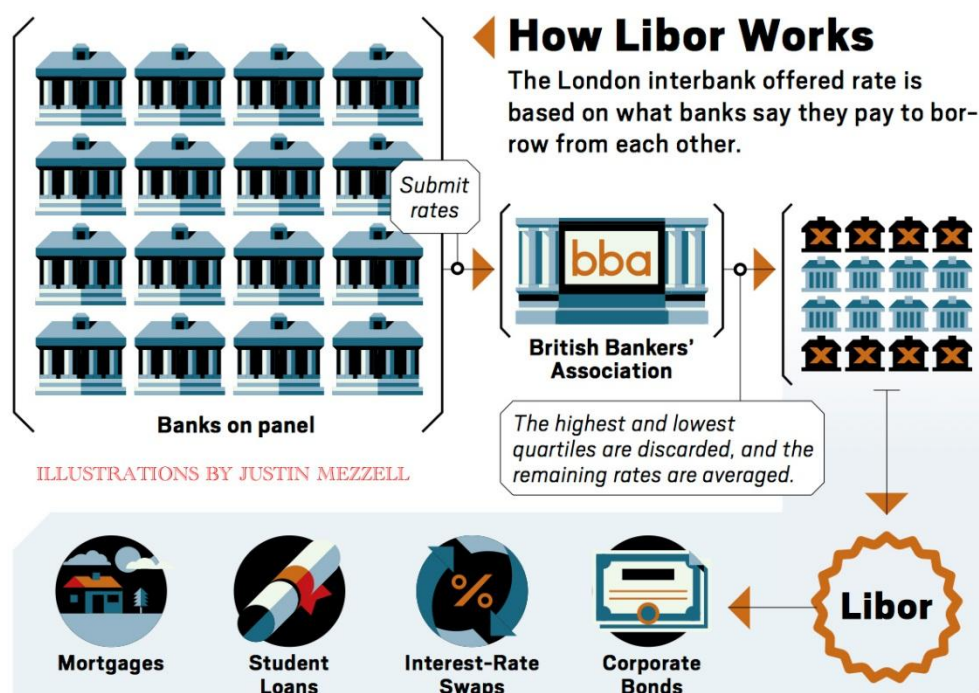 How Libor Works
The London interbank offered rate is
based on what banks say they pay to bor-
row from each other.
Submit
rates
bba
British Bankers'
Association
Banks on panel
The highest and lowest
quartiles are discarded, and the
remaining rates are averaged.
ILLUSTRATIONS BY JUSTIN MEZZELL
Libor
%
Mortgages
Student
Loans
Interest-Rate
Swaps
Corporate
Bonds